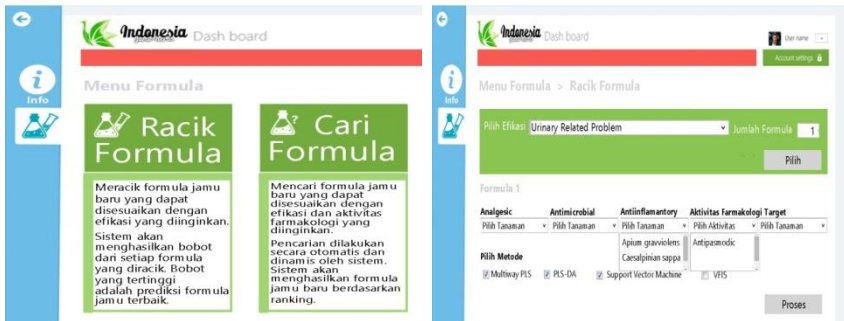 Indonesia Dash board
Menu Formula
Info
Racik
Formula
Meracik formula jamu
baru yang dapat
disesuaikan dengan
efikasi yang diinginkan.
Sistem akan
menghasilkan bobot
dari setiap formula
yang diracik. Bobot
yang tertinggi
adalah prediksi formula
jamu terbaik.
Cari
Formula
Mencari formula jamu
baru yang dapat
disesuaikan dengan
efikasi dan aktivitas
farmakologi yang
diinginkan.
Pencarian dilakukan
secara otomatis dan
dinamis oleh sistem.
Sistem akan
menghasilkan formula
jamu baru berdasarkan
ranking.
Indonesia Dash board
User name
Account settings
Info
Menu Formula > Racik Formula
Pilih Efikasi Urinary Related Problem Jumlah Formula 1
Pilih
Formula 1
Analgesic Antimicrobial Antiinflamantory Aktivitas Farmakologi Target
Pilih Tanaman Pilih Tanaman Pilih Tanaman Pilih Aktivitas Pilih Tanaman
Apium gravviolens Antipasmodic
Caesalpinian sappa
Pilih Metode
Multiway PLS PLS-DA Support Vector Machine VFI5
Proses